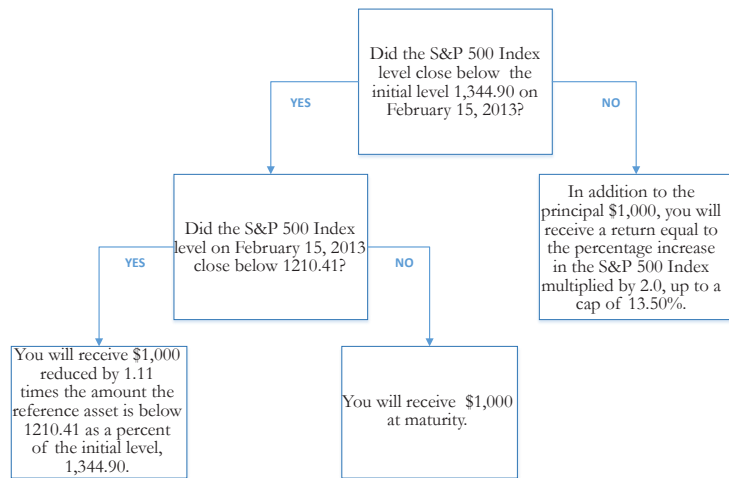 Did the S&P 500 Index
level close below the
initial level 1,344.90 on
February 15, 2013?
YES
NO
Did the S&P 500 Index
level on February 15, 2013
close below 1210.41?
In addition to the
principal $1,000, you will
receive a return equal to
the percentage increase
in the S&P 500 Index
multiplied by 2.0, up to a
cap of 13.50%.
YES
NO
You will receive $1,000
reduced by 1.11
times the amount the
reference asset is below
1210.41 as a percent
of the initial level,
1,344.90.
You will receive $1,000
at maturity.